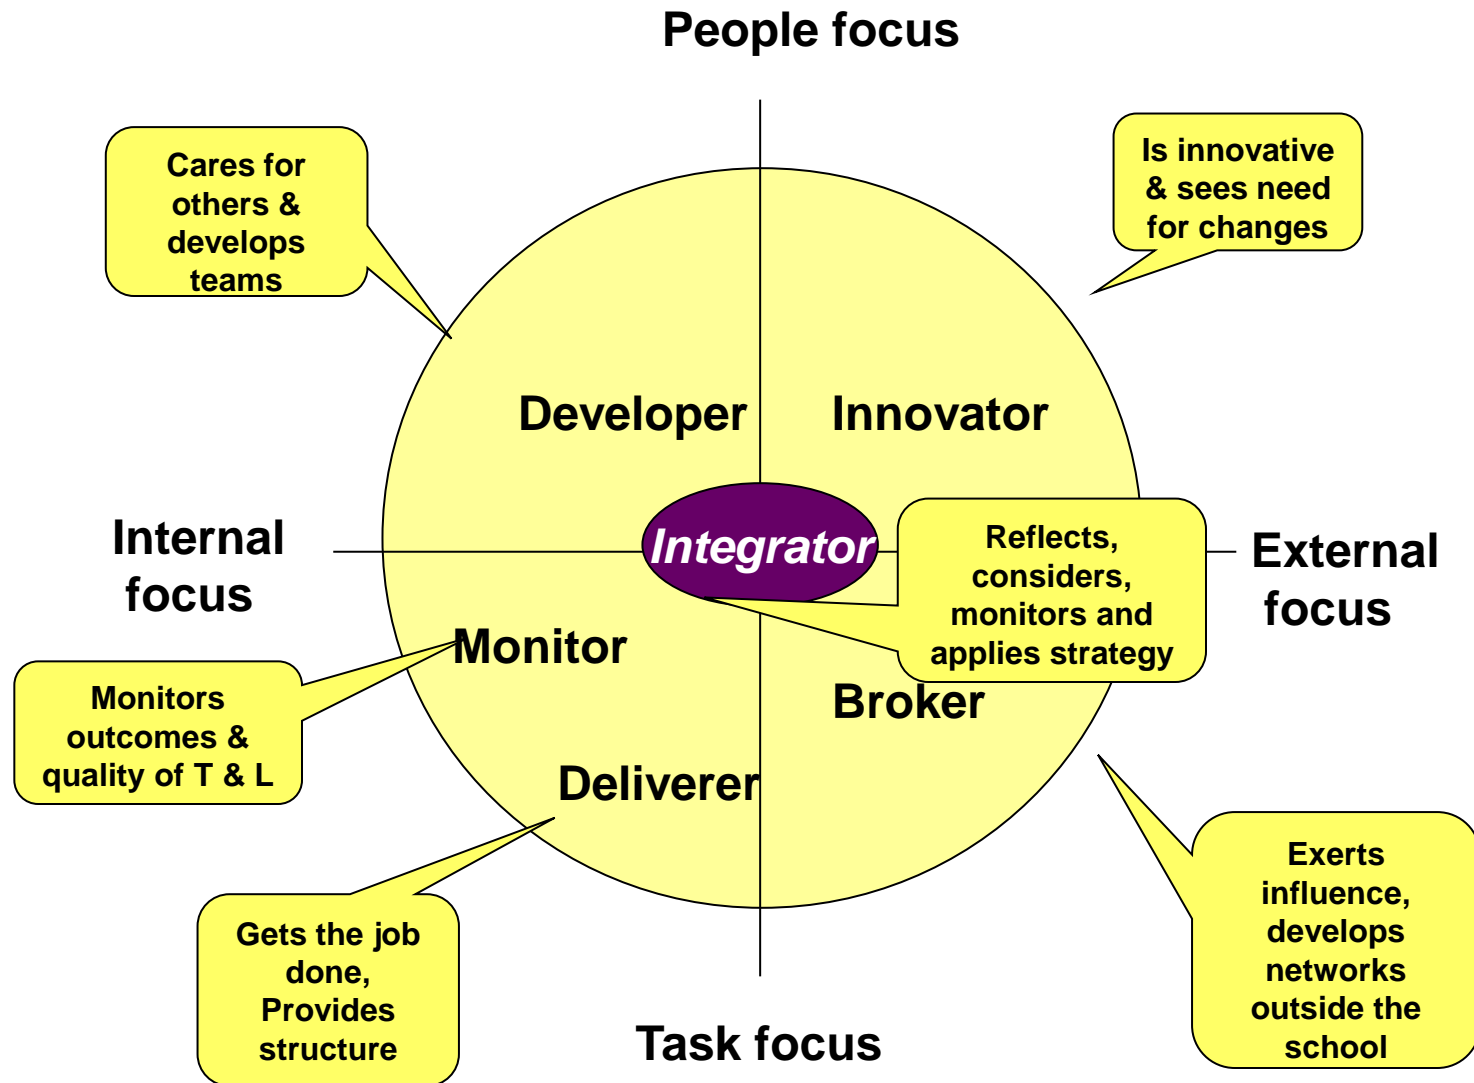 People focus
Cares for
others &
develops
teams
Is innovative
& sees need
for changes
Developer
Innovator
Internal
focus
Integrator
Reflects,
considers,
monitors and
applies strategy
External
focus
Monitor
Broker
Monitors
outcomes &
quality of T & L
Deliverer
Gets the job
done,
Provides
structure
Exerts
influence,
develops
networks
outside the
school
Task focus